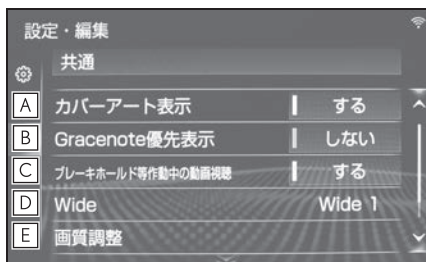 設定・編集
共通
A カバーアート表示 する
B Gracenote優先表示 しない
C ブレーキホールド等作動中の動画視聴 する
D Wide Wide 1
E 画質調整